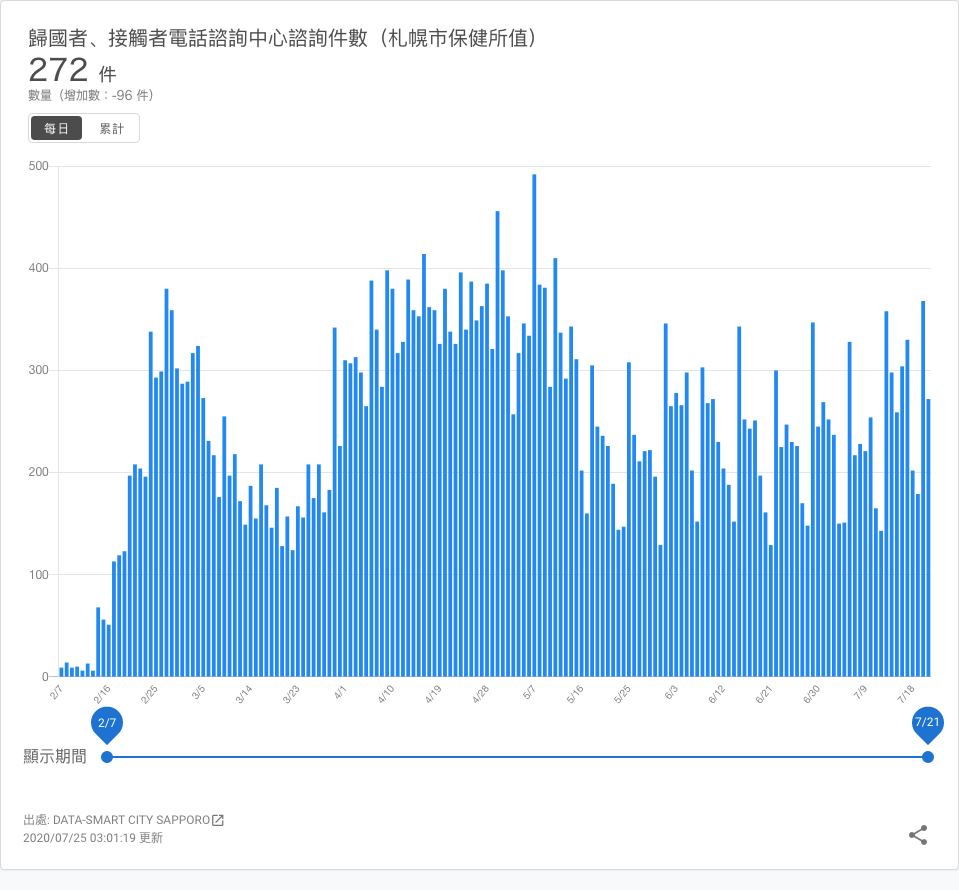 歸國者、接觸者電話諮詢中心諮詢件數（札幌市保健所值）
272 件
數量（增加數：-96 件）
每日 累計
500
400
300
200
100
0
2/7 2/16 2/25 3/5 3/14 3/23 4/1 4/10 4/19 4/28 5/7 5/16 5/25 6/3 6/12 6/21 6/30 7/9 7/18
2/7 7/21
顯示期間
出處: DATA-SMART CITY SAPPORO
2020/07/25 03:01:19 更新